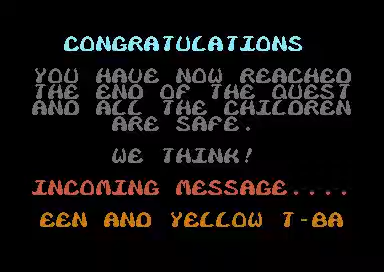 CONGRATULATIONS
YOU HAVE NOW REACHED
THE END OF THE QUEST
AND ALL THE CHILDREN
ARE SAFE.
WE THINK!
INCOMING MESSAGE....
EEN AND YELLOW T-BA